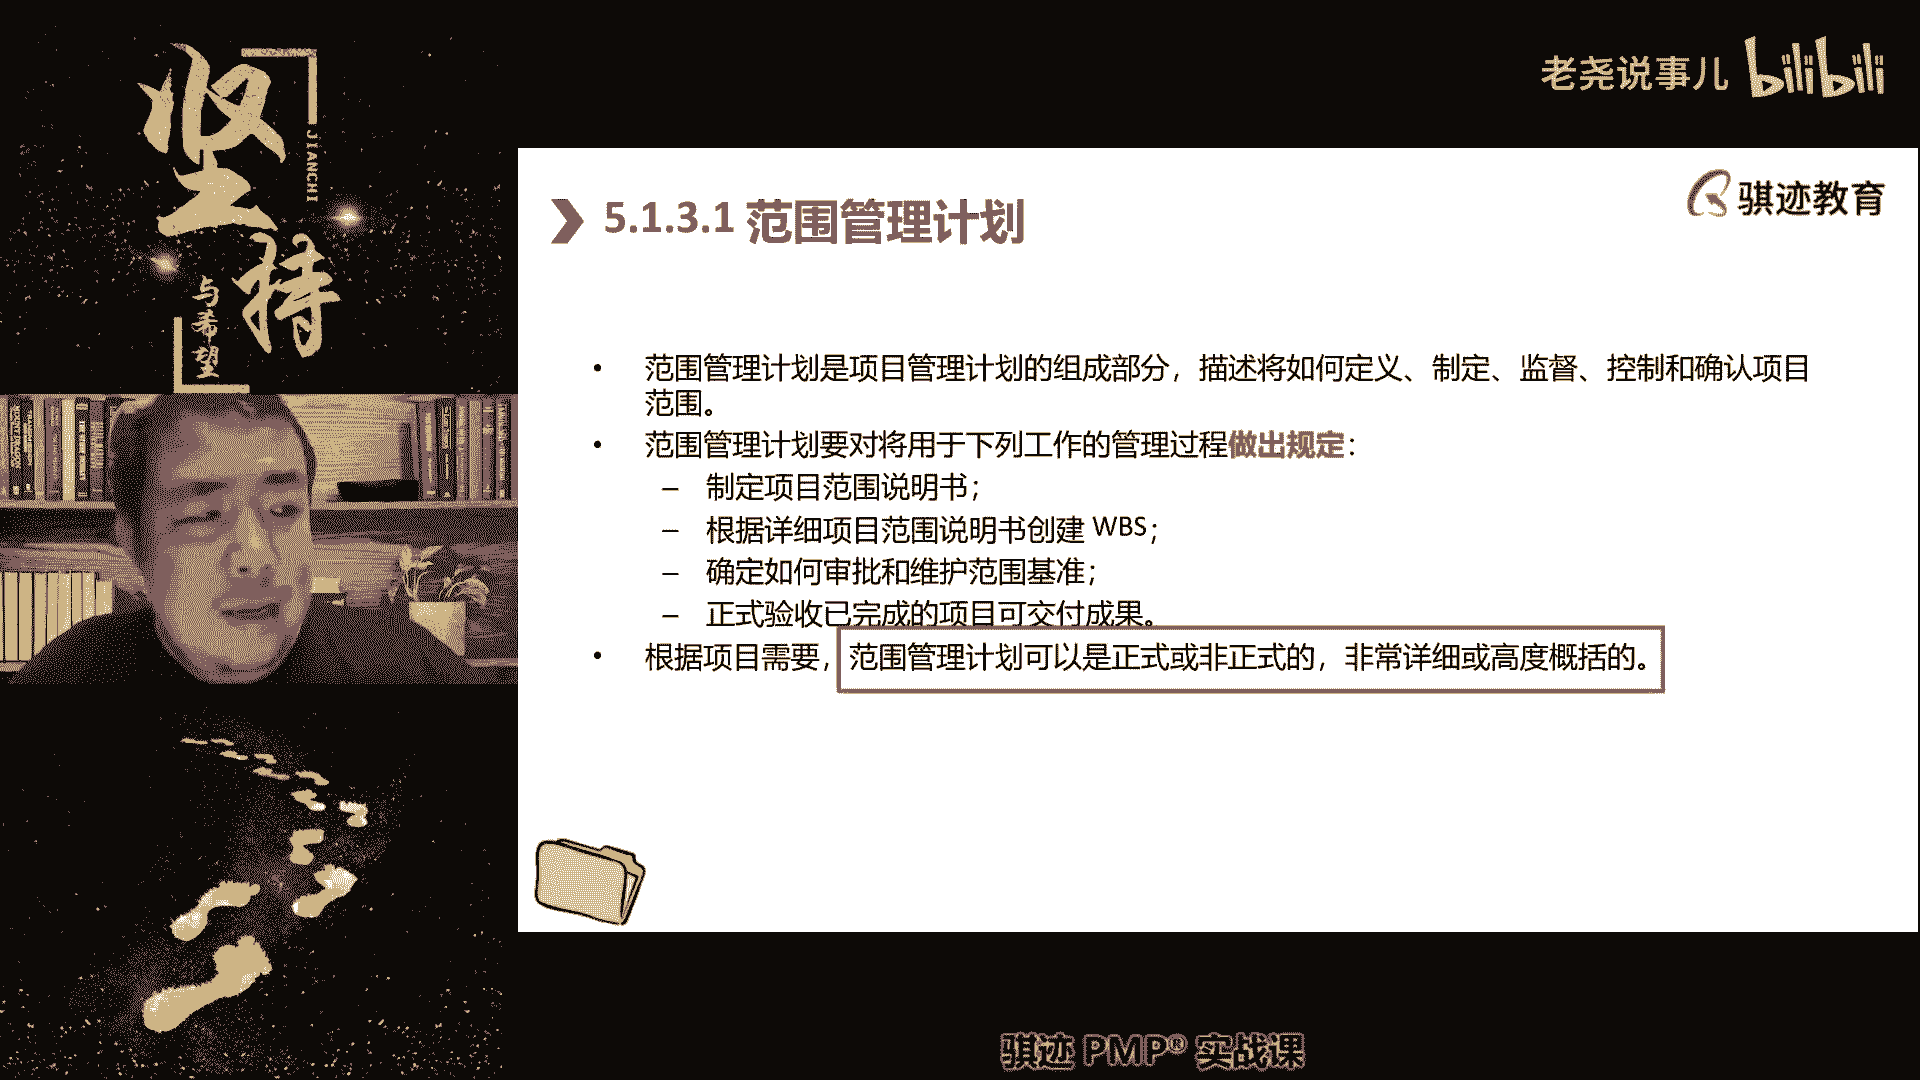 坚持
JIANCHI
与希望
老尧说事儿 bilibili
骐迹教育
5.1.3.1 范围管理计划
• 范围管理计划是项目管理计划的组成部分，描述将如何定义、制定、监督、控制和确认项目
范围。
• 范围管理计划要对将用于下列工作的管理过程做出规定：
– 制定项目范围说明书；
– 根据详细项目范围说明书创建 WBS；
– 确定如何审批和维护范围基准；
– 正式验收已完成的项目可交付成果。
• 根据项目需要，范围管理计划可以是正式或非正式的，非常详细或高度概括的。
骐迹 PMP® 实战课